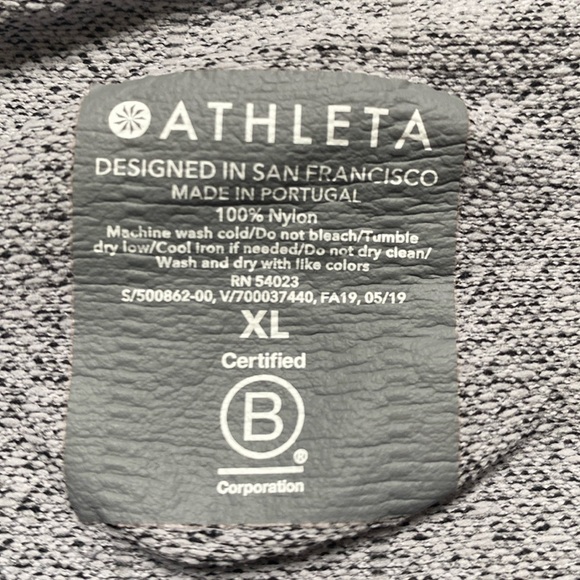 ATHLETA
DESIGNED IN SAN FRANCISCO
MADE IN PORTUGAL
100% Nylon
Machine wash cold/Do not bleach/Tumble
dry low/Cool iron if needed/Do not dry clean/
Wash and dry with like colors
RN 54023
S/500862-00, V/700037440, FA19, 05/19
XL
Certified
B
®
Corporation